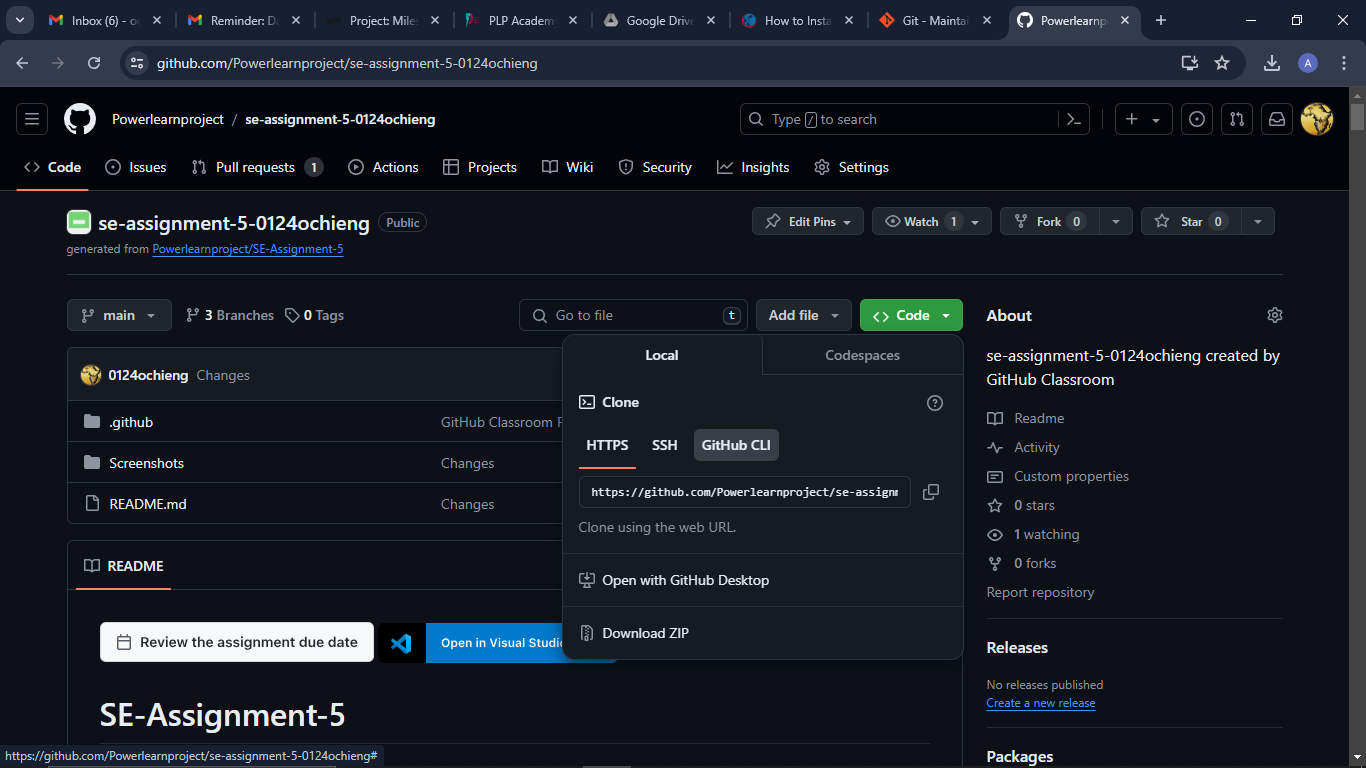 Inbox (6) - oc
Reminder: Da
Project: Miles
PLP Academ
Google Drive
How to Insta
Git - Maintai
Powerlearnp
github.com/Powerlearnproject/se-assignment-5-0124ochieng
A
Powerlearnproject / se-assignment-5-0124ochieng
Type / to search
Code
Issues
Pull requests 1
Actions
Projects
Wiki
Security
Insights
Settings
se-assignment-5-0124ochieng
Public
Edit Pins
Watch 1
Fork 0
Star 0
generated from Powerlearnproject/SE-Assignment-5
main
3 Branches
0 Tags
Go to file
t
Add file
Code
Local
Codespaces
Clone
HTTPS
SSH
GitHub CLI
https://github.com/Powerlearnproject/se-assignm
Clone using the web URL.
Open with GitHub Desktop
Download ZIP
0124ochieng Changes
.github
GitHub Classroom F
Screenshots
Changes
README.md
Changes
README
Review the assignment due date
Open in Visual Studio
SE-Assignment-5
About
se-assignment-5-0124ochieng created by
GitHub Classroom
Readme
Activity
Custom properties
0 stars
1 watching
0 forks
Report repository
Releases
No releases published
Create a new release
Packages
https://github.com/Powerlearnproject/se-assignment-5-0124ochieng#